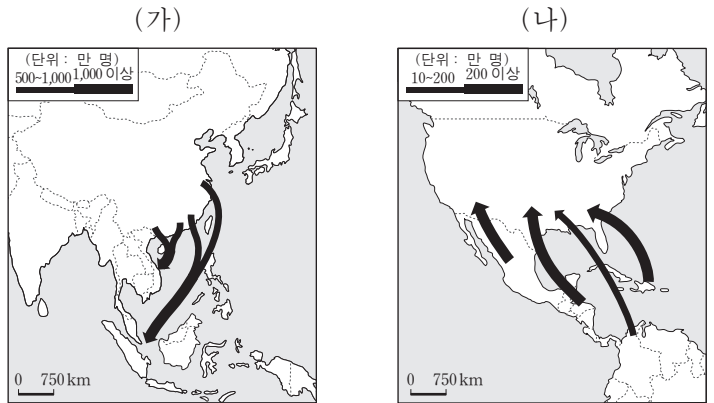 (가)
(단위 : 만 명)
500~1,000 1,000 이상
0 750 km
(나)
(단위 : 만 명)
10~200 200 이상
0 750 km